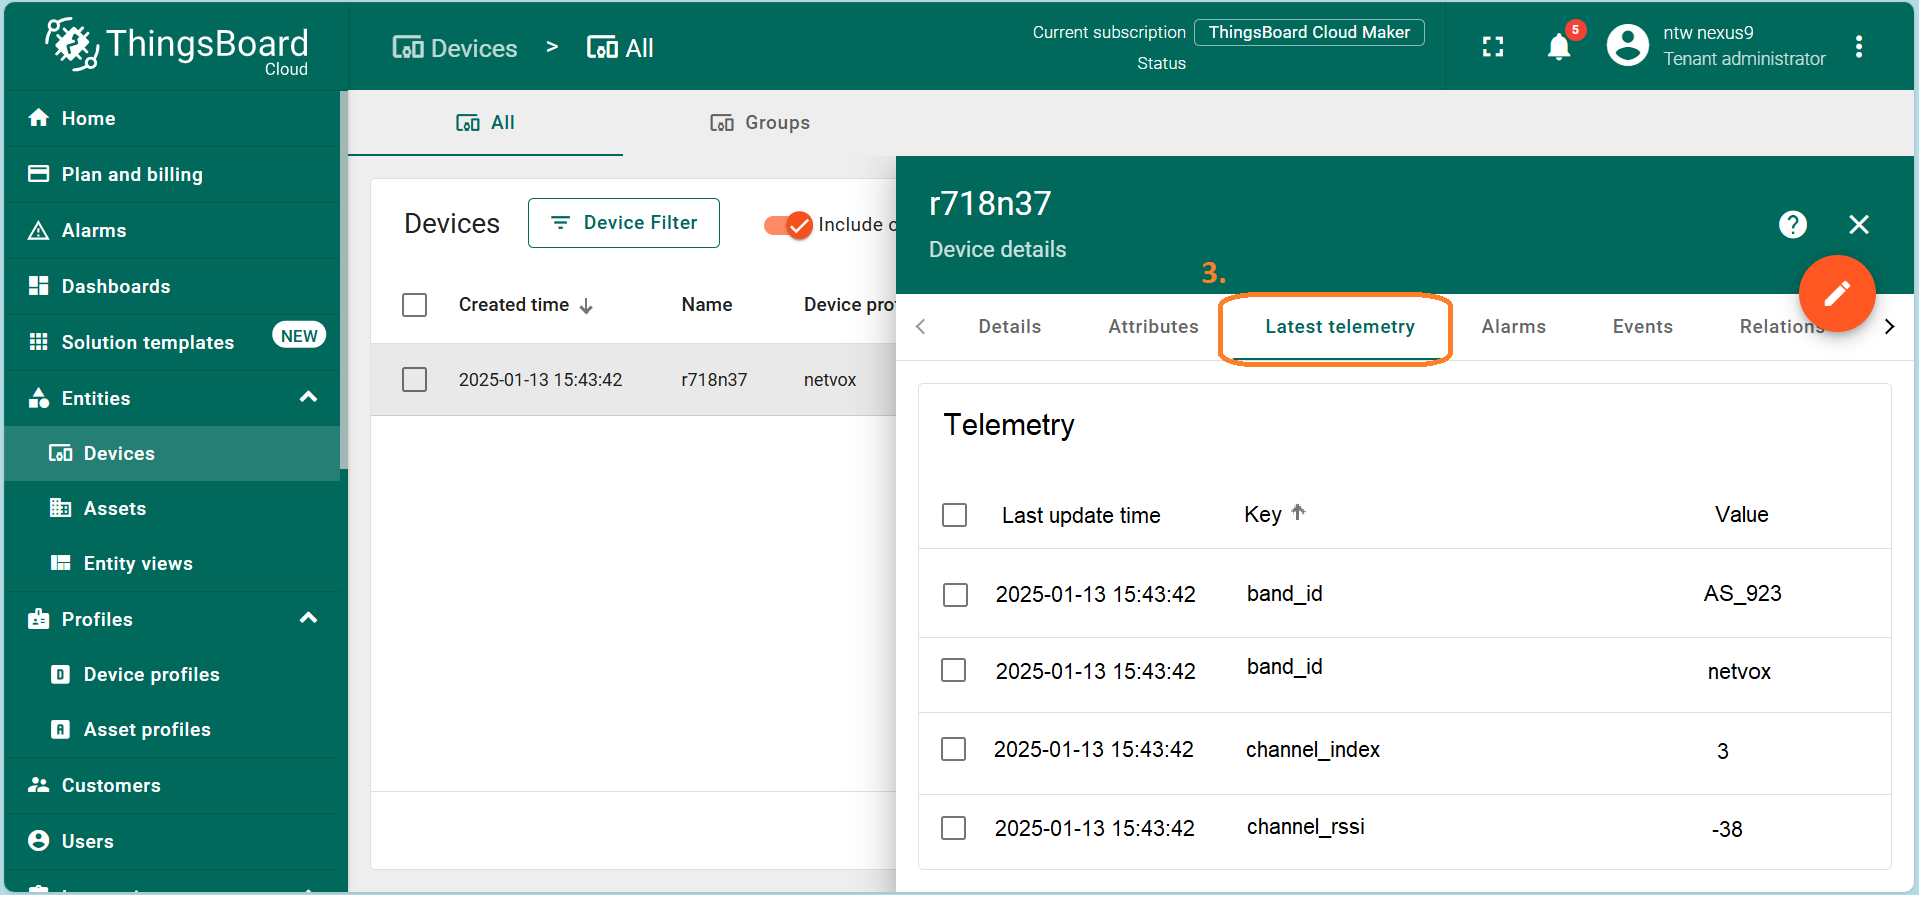 ThingsBoard
Cloud
Devices > All
Current subscription ThingsBoard Cloud Maker
Status
5
ntw nexus9
Tenant administrator
Home
Plan and billing
Alarms
Dashboards
Solution templates NEW
Entities
Devices
Assets
Entity views
Profiles
Device profiles
Asset profiles
Customers
Users
All Groups
Devices Device Filter Include
Created time Name Device pro
2025-01-13 15:43:42 r718n37 netvox
r718n37
Device details
?
3.
Details Attributes Latest telemetry Alarms Events Relations
Telemetry
Last update time Key Value
2025-01-13 15:43:42 band_id AS_923
2025-01-13 15:43:42 band_id netvox
2025-01-13 15:43:42 channel_index 3
2025-01-13 15:43:42 channel_rssi -38